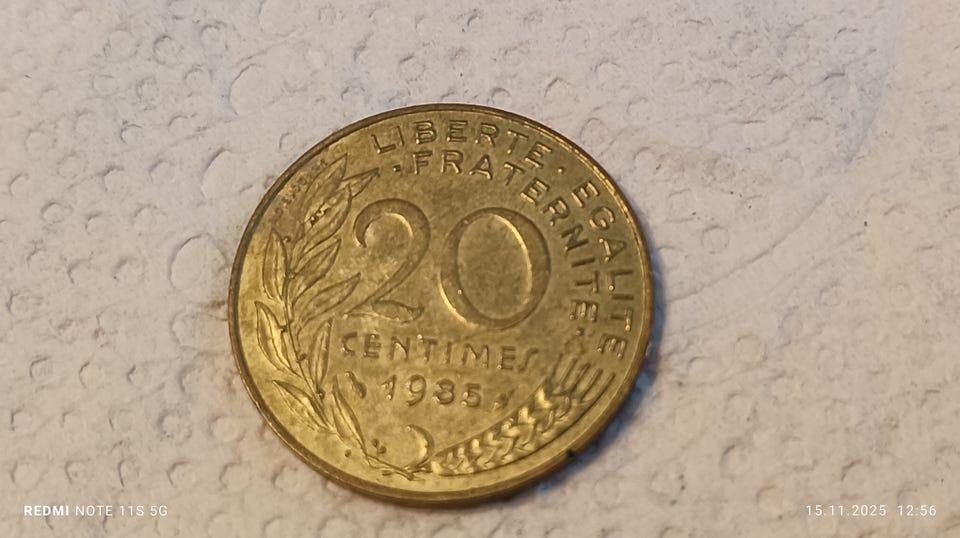 LIBERTE · EGALITE
· FRATERNITE ·
20
CENTIMES
1985
REDMI NOTE 11S 5G
15.11.2025 12:56